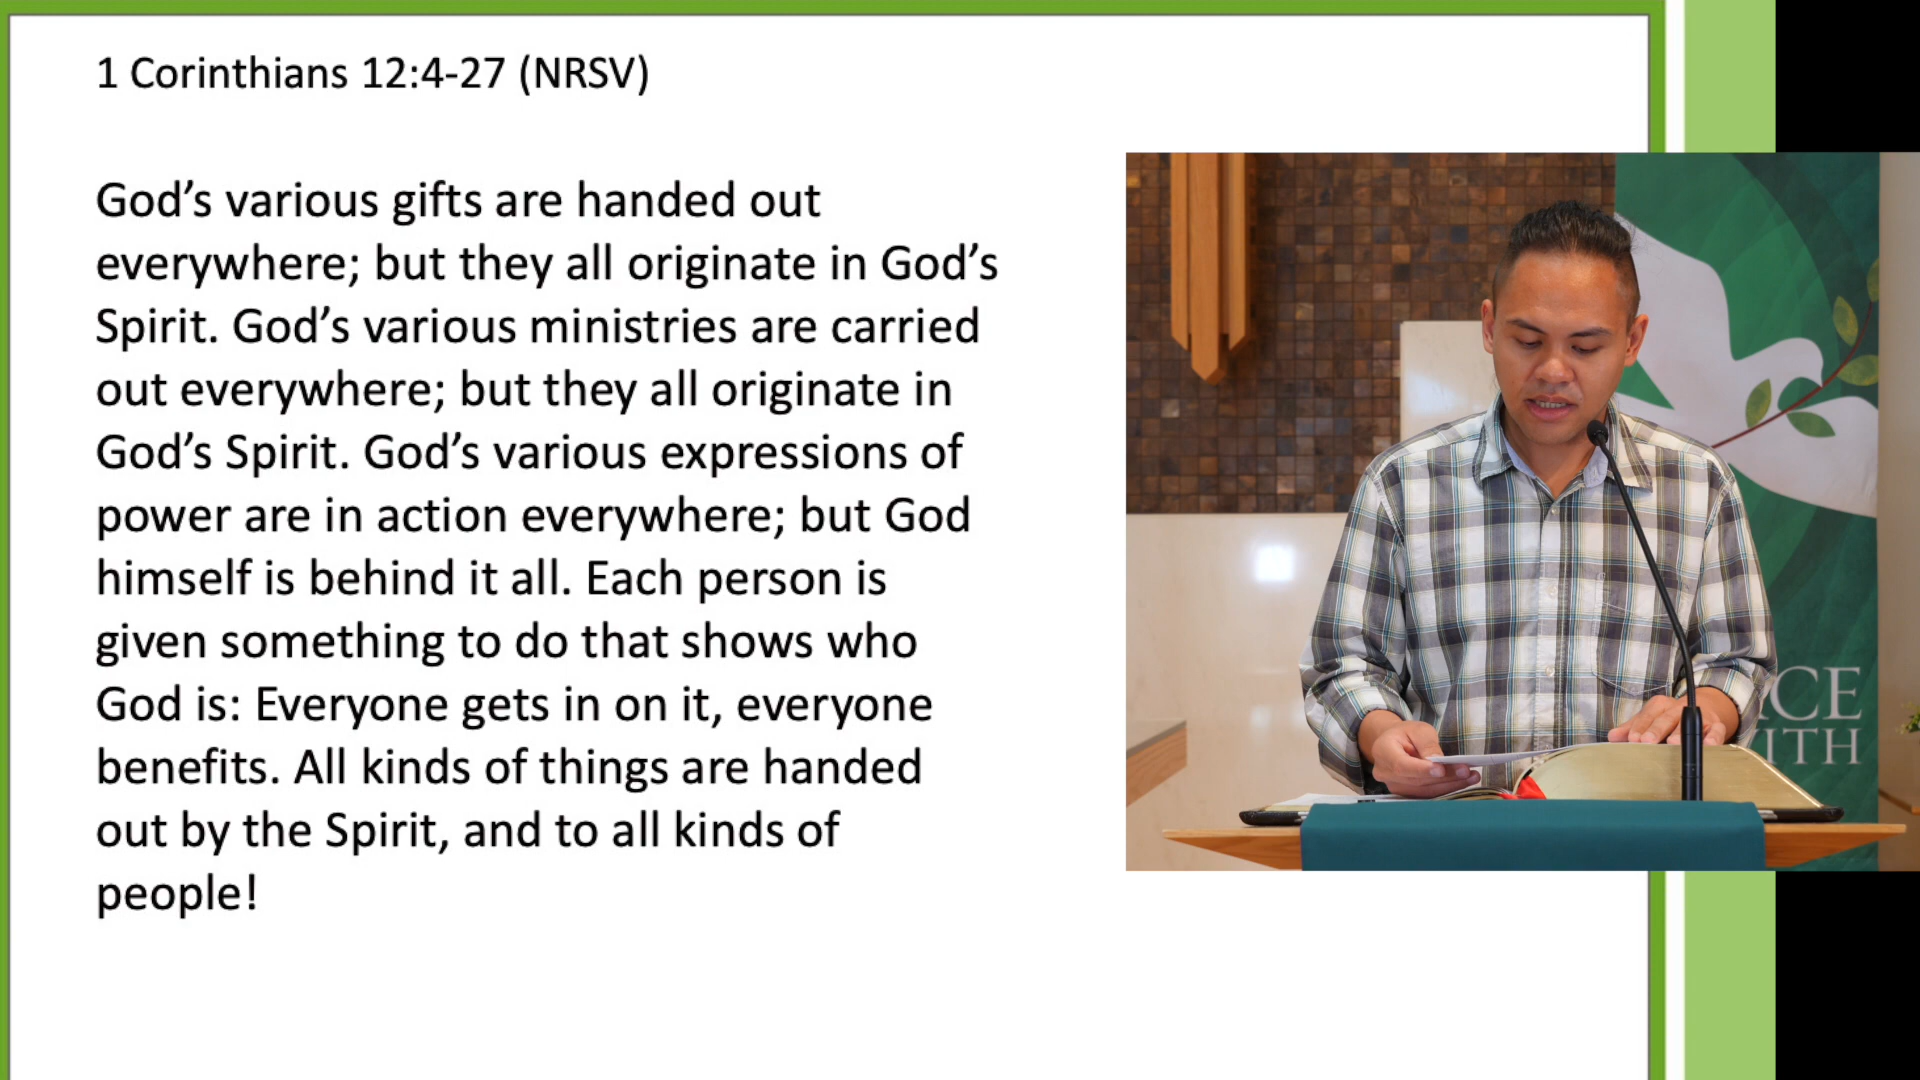 1 Corinthians 12:4-27 (NRSV)
God’s various gifts are handed out
everywhere; but they all originate in God’s
Spirit. God’s various ministries are carried
out everywhere; but they all originate in
God’s Spirit. God’s various expressions of
power are in action everywhere; but God
himself is behind it all. Each person is
given something to do that shows who
God is: Everyone gets in on it, everyone
benefits. All kinds of things are handed
out by the Spirit, and to all kinds of
people!